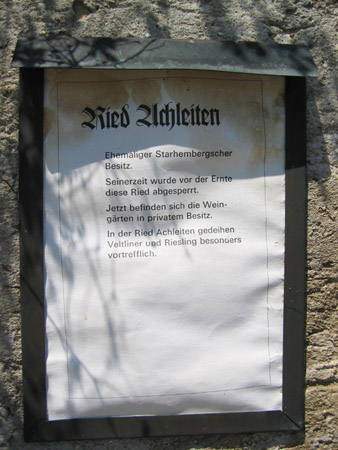 Ried Achleiten
Ehemaliger Starhembergscher
Besitz.
Seinerzeit wurde vor der Ernte
diese Ried abgesperrt.
Jetzt befinden sich die Wein-
gärten in privatem Besitz.
In der Ried Achleiten gedeihen
Veltliner und Riesling besonders
vortrefflich.